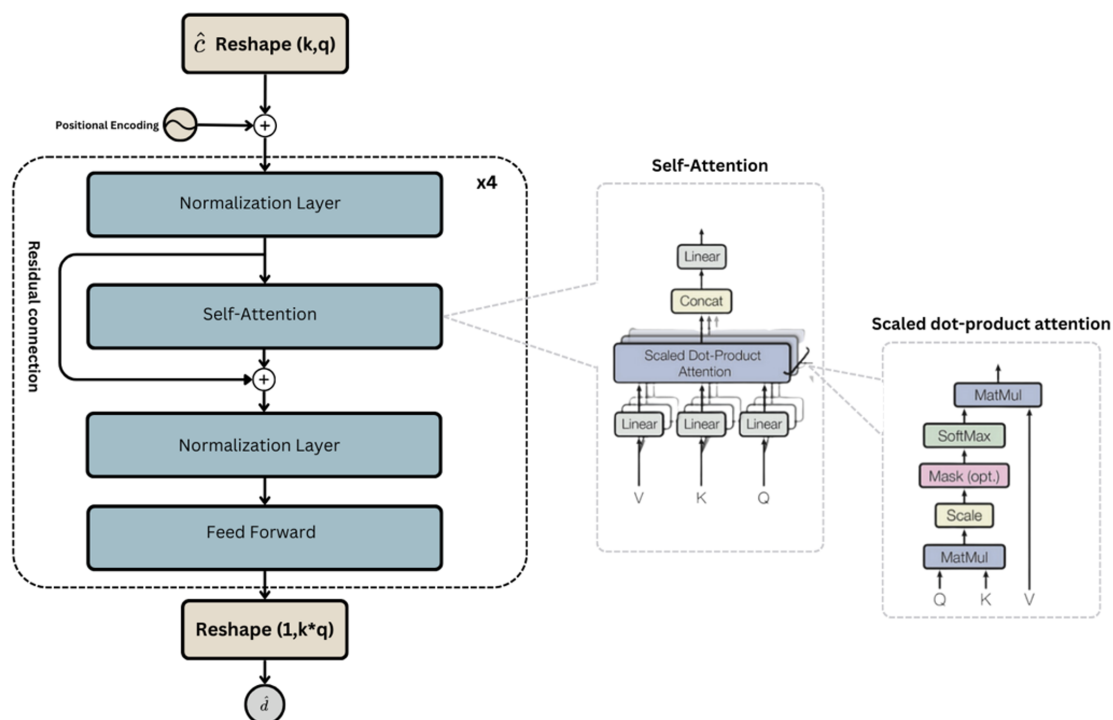 ĉ Reshape (k,q)
Positional Encoding
+
x4
Normalization Layer
Residual connection
Self-Attention
+
Normalization Layer
Feed Forward
Reshape (1,k*q)
d̂
Self-Attention
Linear
Concat
Scaled Dot-Product
Attention
Linear Linear Linear
V K Q
Scaled dot-product attention
MatMul
SoftMax
Mask (opt.)
Scale
MatMul
Q K V